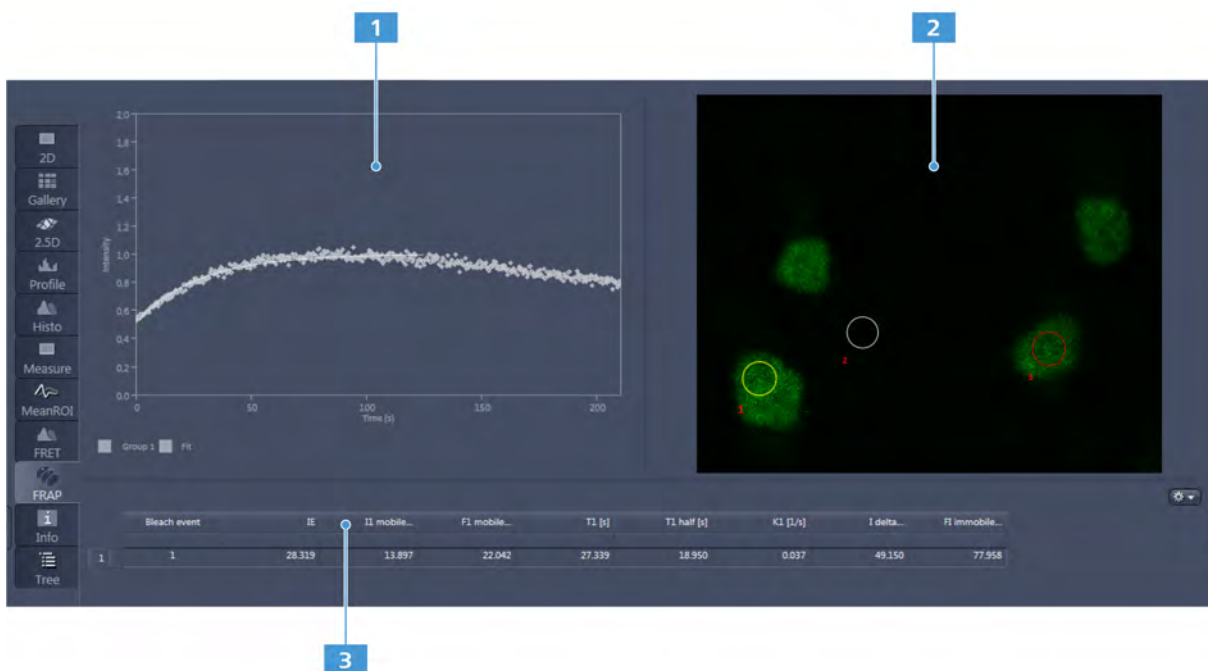 1
2
2D
Gallery
2.5D
Profile
Histo
Measure
MeanROI
FRET
FRAP
Info
Tree
2,0
1,8
1,6
1,4
1,2
1,0
0,8
0,6
0,4
0,2
0,0
Intensity
0 50 100 150 200
Time [s]
Group 1 Fit
1
2
3
Bleach event IE I1 mobile... F1 mobile... T1 [s] T1 half [s] K1 [1/s] I delta... FI immobile...
1 1 28.319 13.897 22.042 27.339 18.950 0.037 49.150 77.958
3